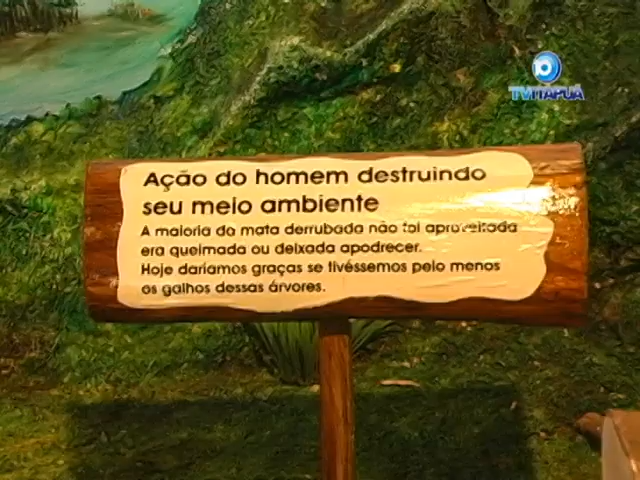 10
TV ITAPUÃ
Ação do homem destruindo
seu meio ambiente
A maioria da mata derrubada não foi aproveitada
era queimada ou deixada apodrecer.
Hoje daríamos graças se tivéssemos pelo menos
os galhos dessas árvores.